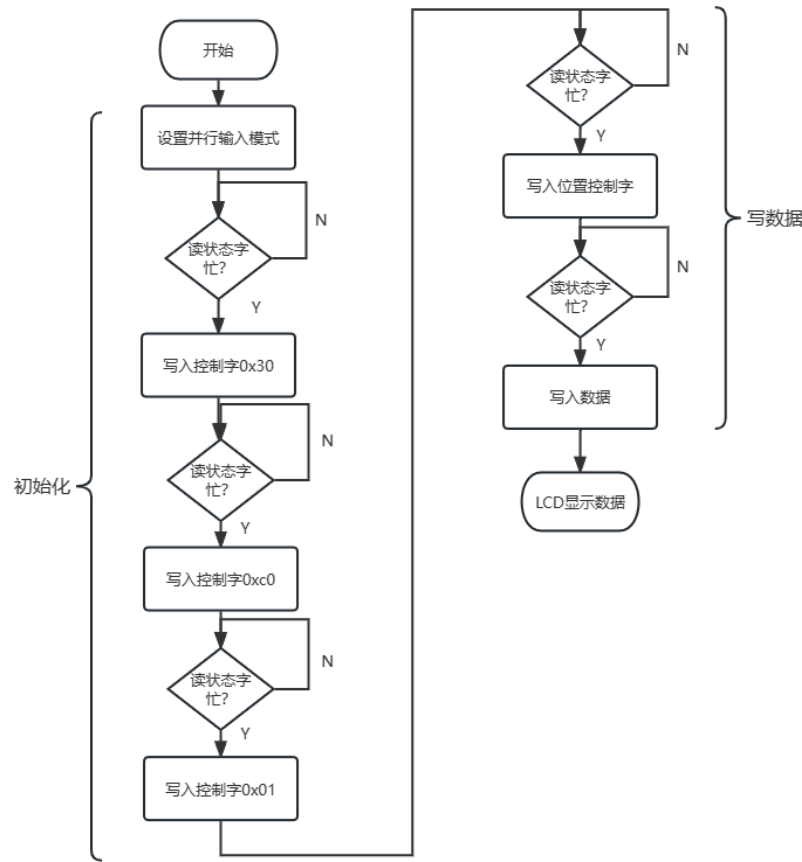 开始
设置并行输入模式
N
读状态字
忙?
Y
写入控制字0x30
N
读状态字
忙?
Y
初始化
写入控制字0xc0
N
读状态字
忙?
Y
写入控制字0x01
N
读状态字
忙?
Y
写入位置控制字
写数据
N
读状态字
忙?
Y
写入数据
LCD显示数据